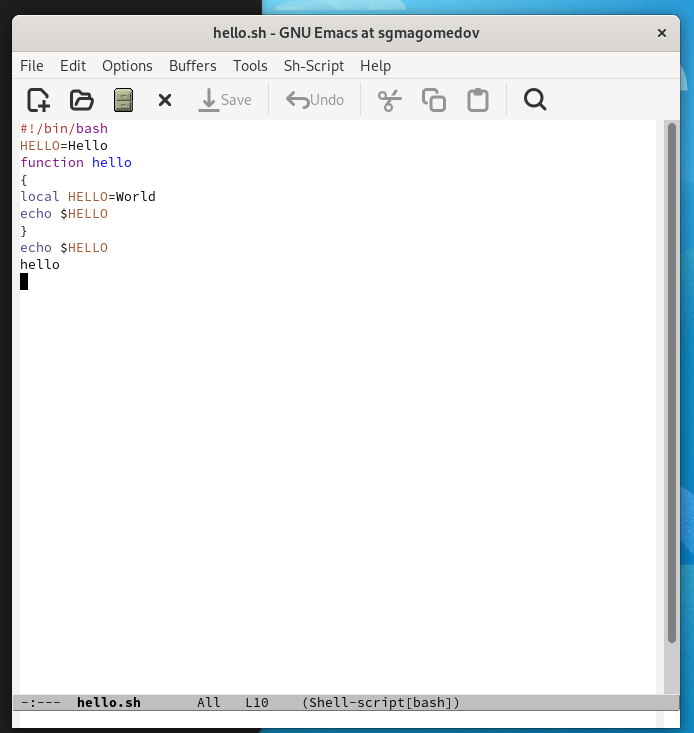 hello.sh - GNU Emacs at sgmagomedov
File Edit Options Buffers Tools Sh-Script Help
Save Undo
#!/bin/bash
HELLO=Hello
function hello
{
local HELLO=World
echo $HELLO
}
echo $HELLO
hello
-:--- hello.sh All L10 (Shell-script[bash])